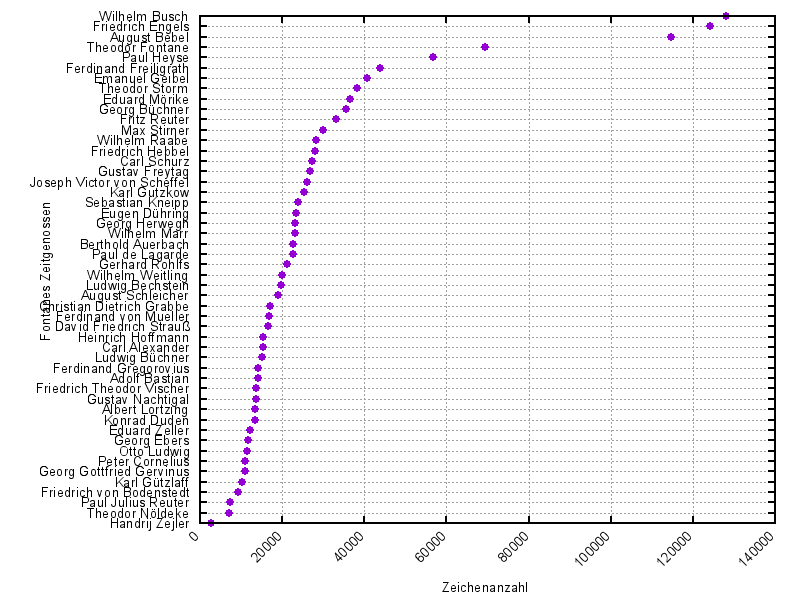 Wilhelm Busch
Friedrich Engels
August Bebel
Theodor Fontane
Paul Heyse
Ferdinand Freiligrath
Emanuel Geibel
Theodor Storm
Eduard Mörike
Georg Büchner
Fritz Reuter
Max Stirner
Wilhelm Raabe
Friedrich Hebbel
Carl Schurz
Gustav Freytag
Joseph Victor von Scheffel
Karl Gutzkow
Sebastian Kneipp
Eugen Dühring
Georg Herwegh
Wilhelm Marr
Berthold Auerbach
Paul de Lagarde
Gerhard Rohlfs
Wilhelm Weitling
Ludwig Bechstein
August Schleicher
Christian Dietrich Grabbe
Ferdinand von Mueller
David Friedrich Strauß
Heinrich Hoffmann
Carl Alexander
Ludwig Büchner
Ferdinand Gregorovius
Adolf Bastian
Friedrich Theodor Vischer
Gustav Nachtigal
Albert Lortzing
Konrad Duden
Eduard Zeller
Georg Ebers
Otto Ludwig
Peter Cornelius
Georg Gottfried Gervinus
Karl Gützlaff
Friedrich von Bodenstedt
Paul Julius Reuter
Theodor Nöldeke
Handrij Zejler
Fontanes Zeitgenossen
0 20000 40000 60000 80000 100000 120000 140000
Zeichenanzahl